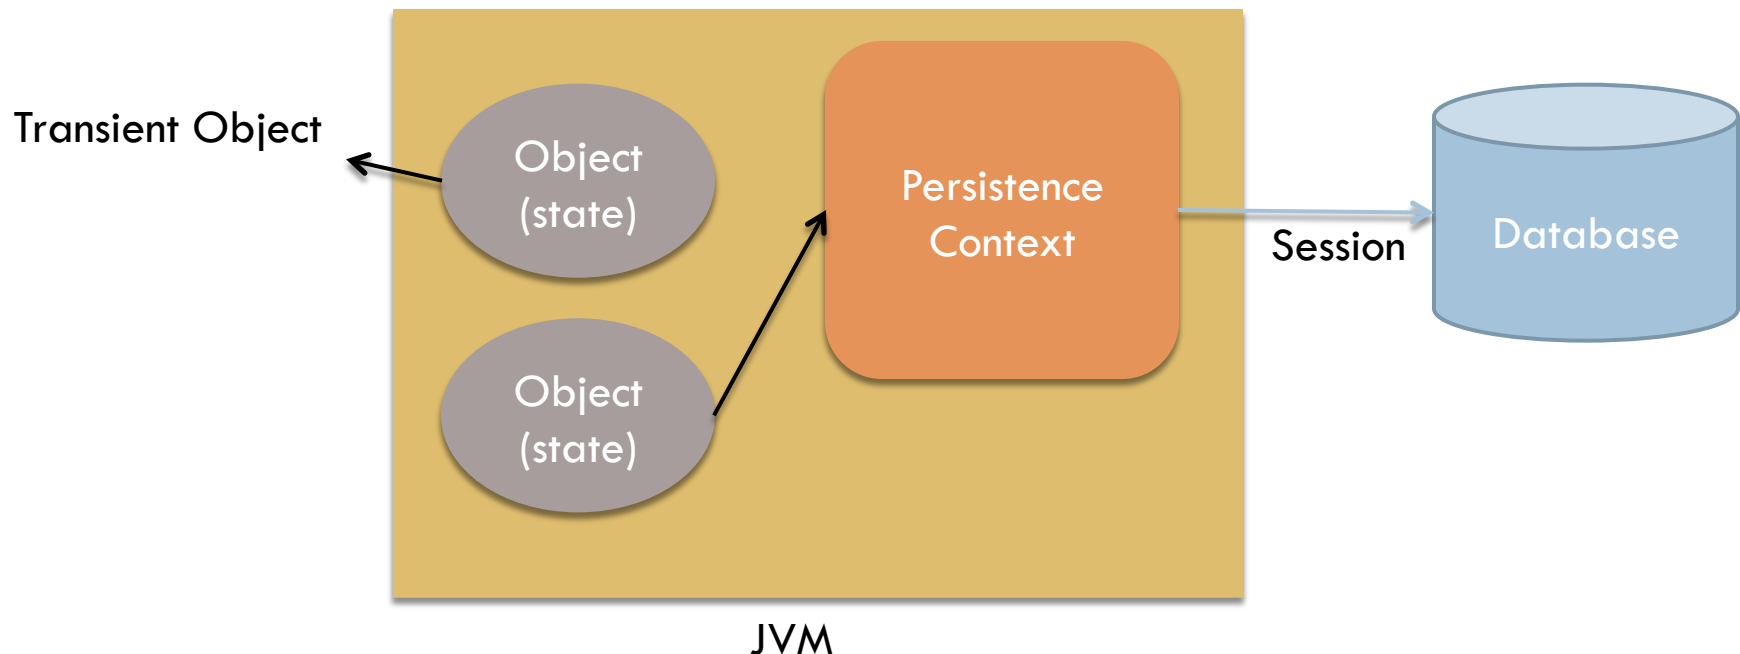 Transient Object
Object
(state)
Persistence
Context
Session
Database
Object
(state)
JVM